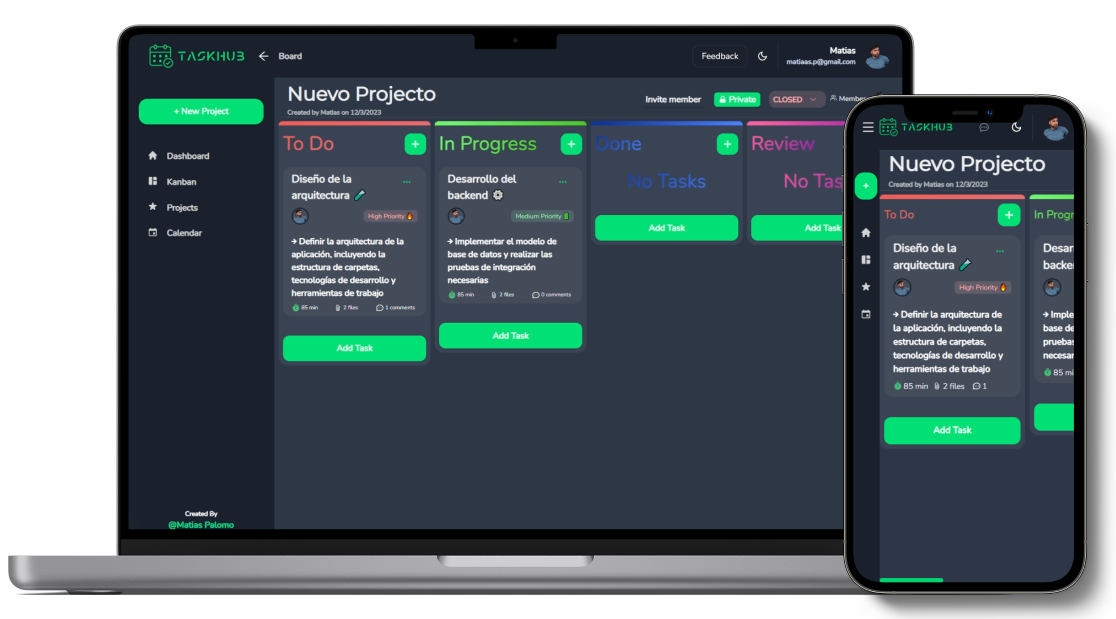 TASKHUB
Board
Feedback
Matias
matiaas.p@gmail.com
+ New Project
Dashboard
Kanban
Projects
Calendar
Created By
@Matias Palomo
Nuevo Projecto
Created by Matias on 12/3/2023
Invite member
Private
CLOSED
To Do
+
Diseño de la
arquitectura
...
High Priority
→ Definir la arquitectura de la
aplicación, incluyendo la
estructura de carpetas,
tecnologías de desarrollo y
herramientas de trabajo
85 min 2 files 1 comments
Add Task
In Progress
+
Desarrollo del
backend
...
Medium Priority
→ Implementar el modelo de
base de datos y realizar las
pruebas de integración
necesarias
85 min 2 files 0 comments
Add Task
Done
+
No Tasks
Add Task
Review
No Tas
Add Task
TASKHUB
+
Nuevo Projecto
Created by Matias on 12/3/2023
To Do
+
Diseño de la
arquitectura
...
High Priority
→ Definir la arquitectura de
la aplicación, incluyendo la
estructura de carpetas,
tecnologías de desarrollo y
herramientas de trabajo
85 min 2 files 1
Add Task
In Progr
Desar
backe
→ Imple
base de
pruebas
necesar
85 mi